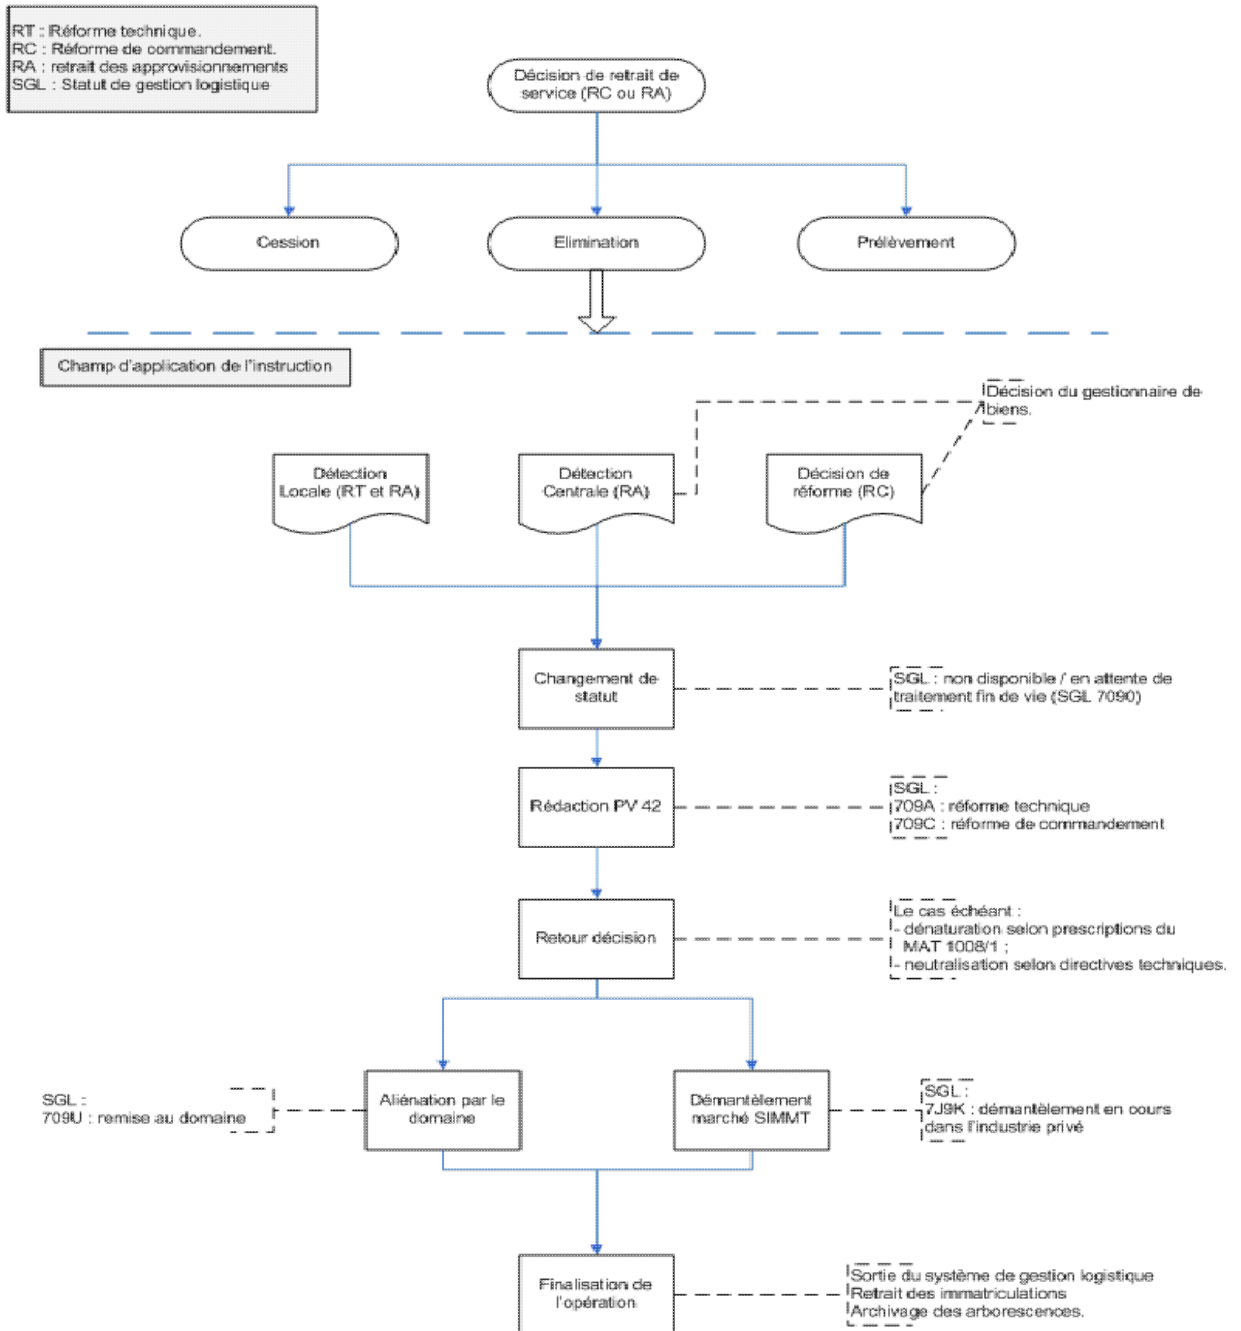 RT : Réforme technique.
RC : Réforme de commandement.
RA : retrait des approvisionnements
SGL : Statut de gestion logistique
Décision de retrait de
service (RC ou RA)
Cession
Elimination
Prélèvement
Champ d'application de l'instruction
Décision du gestionnaire de
biens.
Détection
Locale (RT et RA)
Détection
Centrale (RA)
Décision de
réforme (RC)
Changement de
statut
SGL : non disponible / en attente de
traitement fin de vie (SGL 7090)
Rédaction PV 42
SGL :
709A : réforme technique
709C : réforme de commandement
Retour décision
Le cas échéant :
- dénaturation selon prescriptions du
MAT 1008/1 ;
- neutralisation selon directives techniques.
SGL :
709U : remise au domaine
Aliénation par le
domaine
Démantèlement
marché SIMMT
SGL :
7J9K : démantèlement en cours
dans l'industrie privé
Finalisation de
l'opération
Sortie du système de gestion logistique
Retrait des immatriculations
Archivage des arborescences.